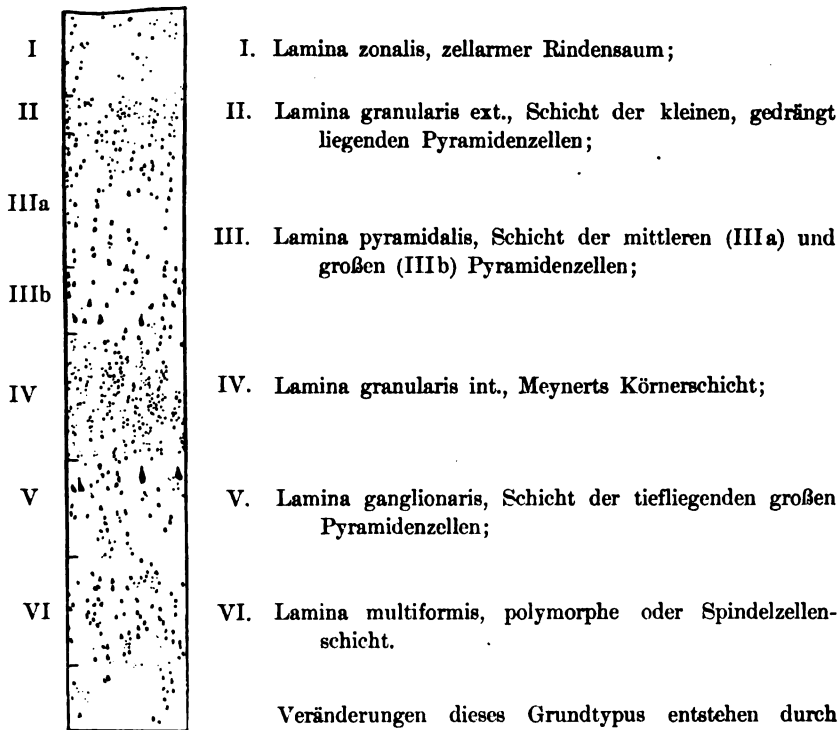 I
II
IIIa
IIIb
IV
V
VI
I. Lamina zonalis, zellarmer Rindensaum;
II. Lamina granularis ext., Schicht der kleinen, gedrängt
liegenden Pyramidenzellen;
III. Lamina pyramidalis, Schicht der mittleren (IIIa) und
großen (IIIb) Pyramidenzellen;
IV. Lamina granularis int., Meynerts Körnerschicht;
V. Lamina ganglionaris, Schicht der tiefliegenden großen
Pyramidenzellen;
VI. Lamina multiformis, polymorphe oder Spindelzellen-
schicht.
Veränderungen dieses Grundtypus entstehen durch